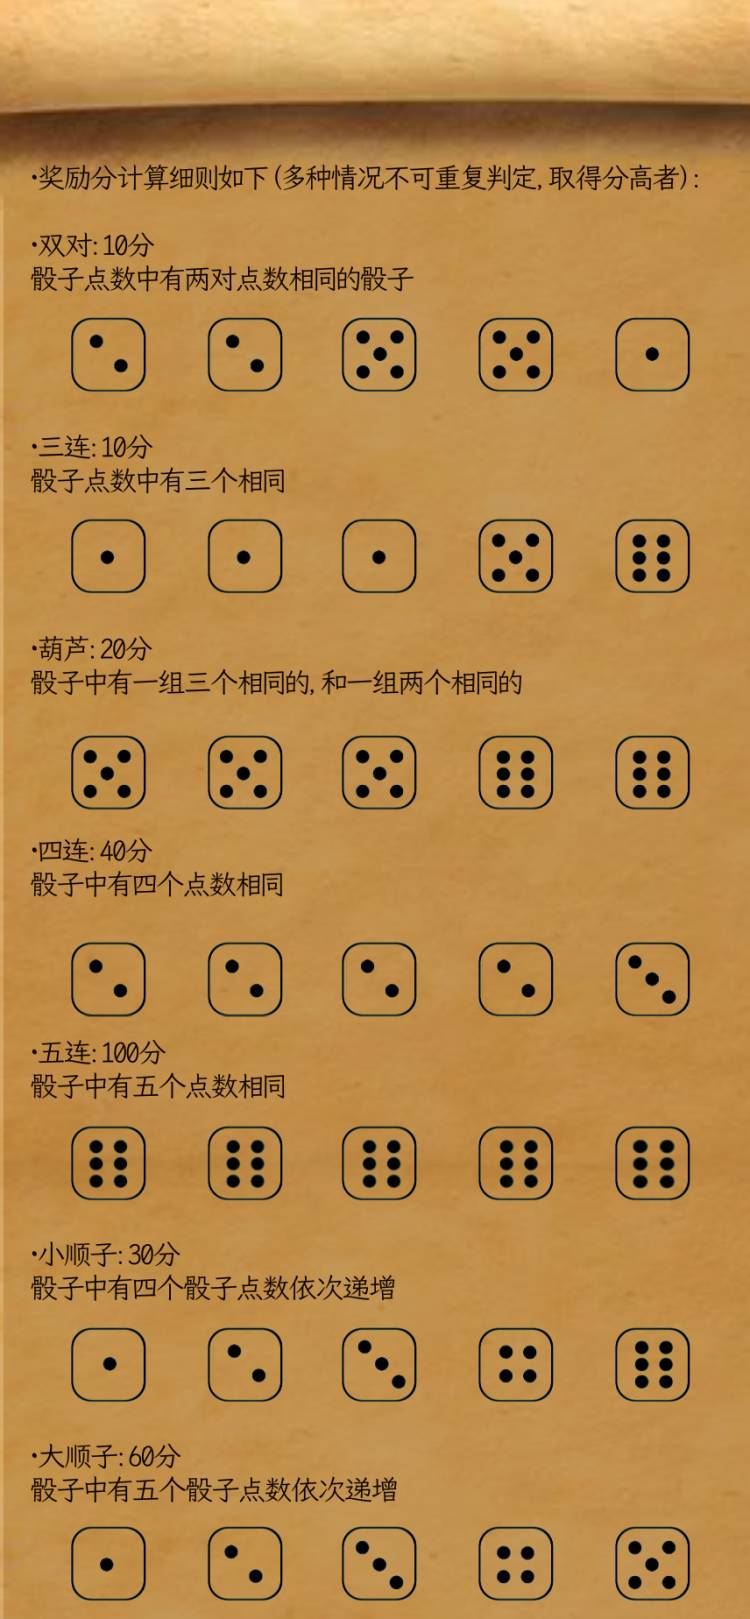 ·奖励分计算细则如下(多种情况不可重复判定,取得分高者):
·双对:10分
骰子点数中有两对点数相同的骰子
·三连:10分
骰子点数中有三个相同
·葫芦:20分
骰子中有一组三个相同的,和一组两个相同的
·四连:40分
骰子中有四个点数相同
·五连:100分
骰子中有五个点数相同
·小顺子:30分
骰子中有四个骰子点数依次递增
·大顺子:60分
骰子中有五个骰子点数依次递增